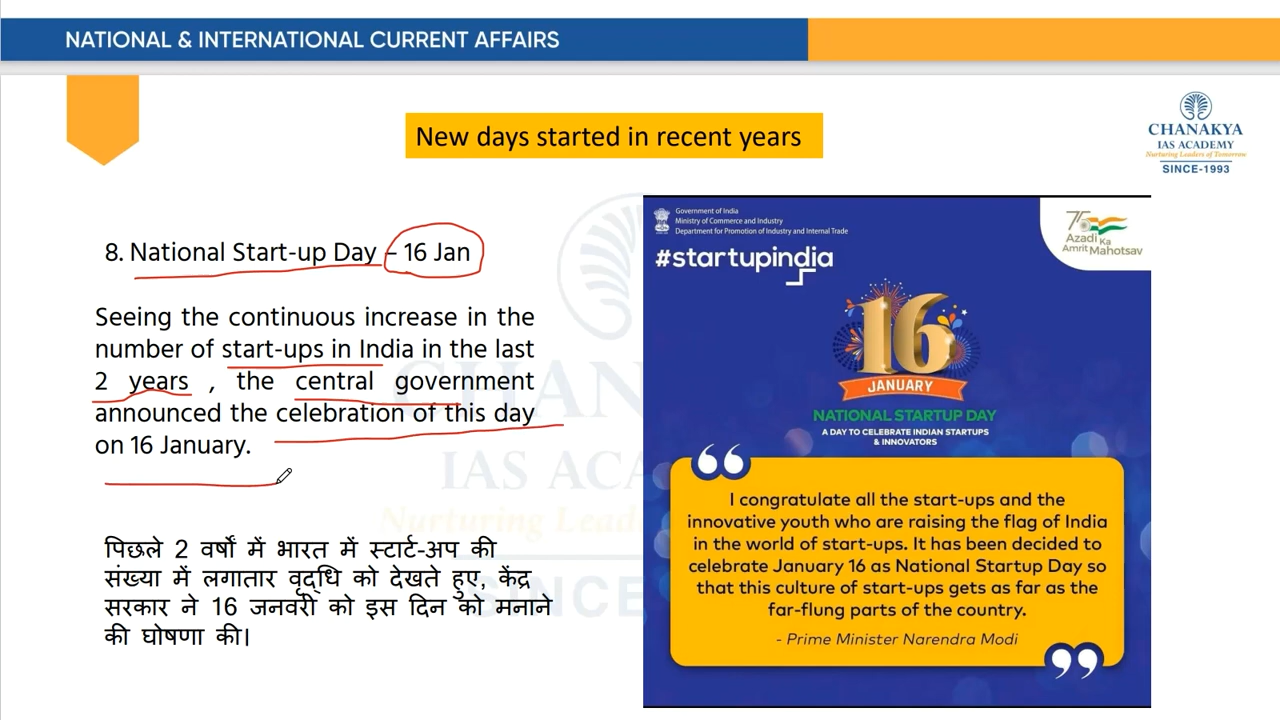 NATIONAL & INTERNATIONAL CURRENT AFFAIRS
CHANAKYA
IAS ACADEMY
Nurturing Leaders of Tomorrow
SINCE-1993
New days started in recent years
8. National Start-up Day – 16 Jan
Seeing the continuous increase in the
number of start-ups in India in the last
2 years , the central government
announced the celebration of this day
on 16 January.
पिछले 2 वर्षों में भारत में स्टार्ट-अप की
संख्या में लगातार वृद्धि को देखते हुए, केंद्र
सरकार ने 16 जनवरी को इस दिन को मनाने
की घोषणा की।
Government of India
Ministry of Commerce and Industry
Department for Promotion of Industry and Internal Trade
#startupindia
75
Azadi Ka
Amrit Mahotsav
16
JANUARY
NATIONAL STARTUP DAY
A DAY TO CELEBRATE INDIAN STARTUPS
& INNOVATORS
I congratulate all the start-ups and the
innovative youth who are raising the flag of India
in the world of start-ups. It has been decided to
celebrate January 16 as National Startup Day so
that this culture of start-ups gets as far as the
far-flung parts of the country.
- Prime Minister Narendra Modi